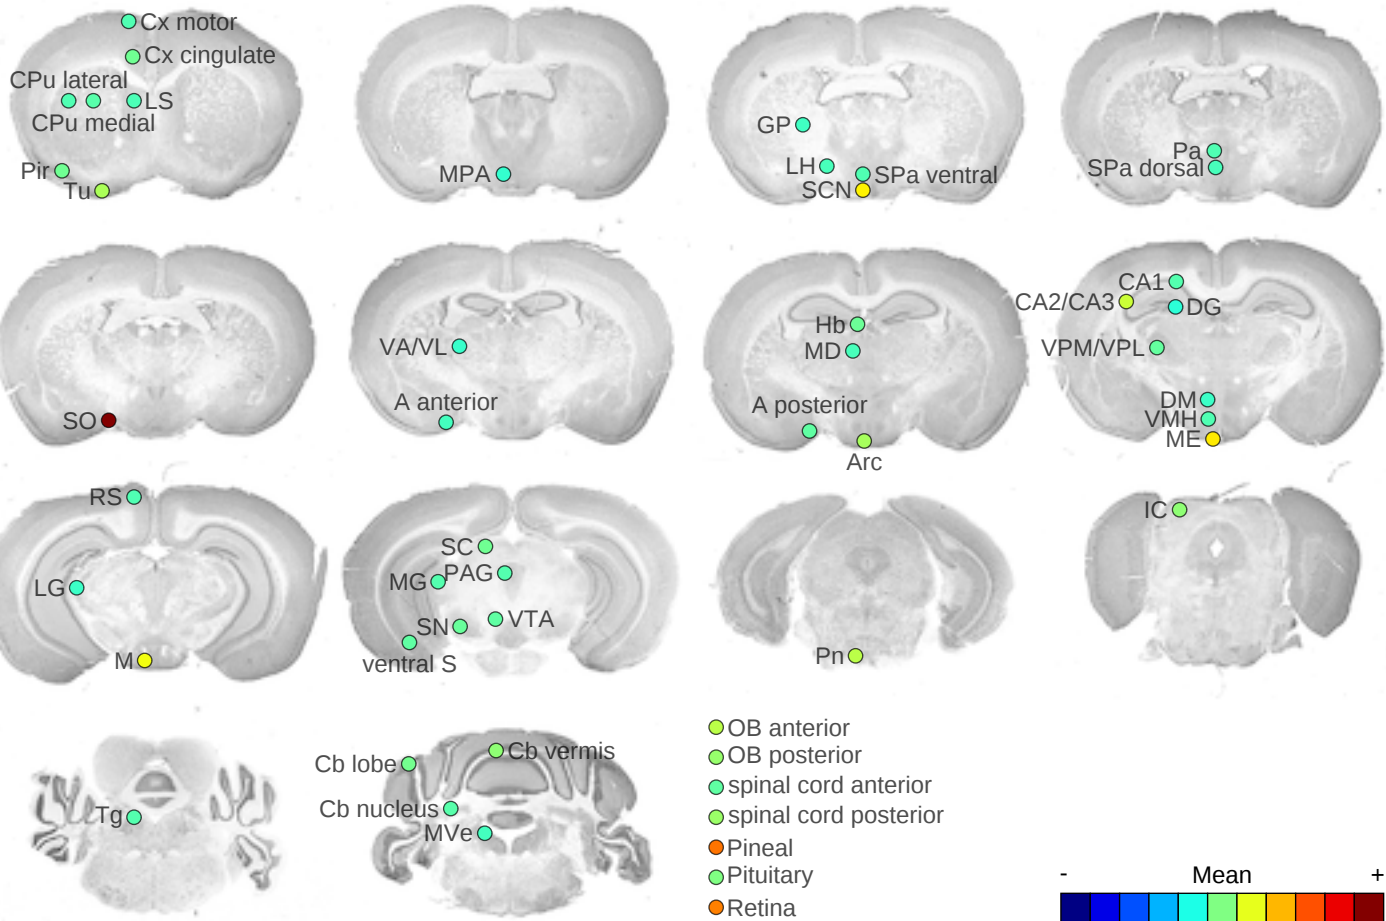 Cx motor
Cx cingulate
CPu lateral
LS
CPu medial
Pir
Tu
MPA
GP
LH
SPa ventral
SCN
Pa
SPa dorsal
SO
VA/VL
A anterior
Hb
MD
A posterior
Arc
CA1
CA2/CA3
DG
VPM/VPL
DM
VMH
ME
RS
LG
M
SC
MG
PAG
SN
VTA
ventral S
Pn
IC
Tg
Cb lobe
Cb vermis
Cb nucleus
MVe
OB anterior
OB posterior
spinal cord anterior
spinal cord posterior
Pineal
Pituitary
Retina
- Mean +